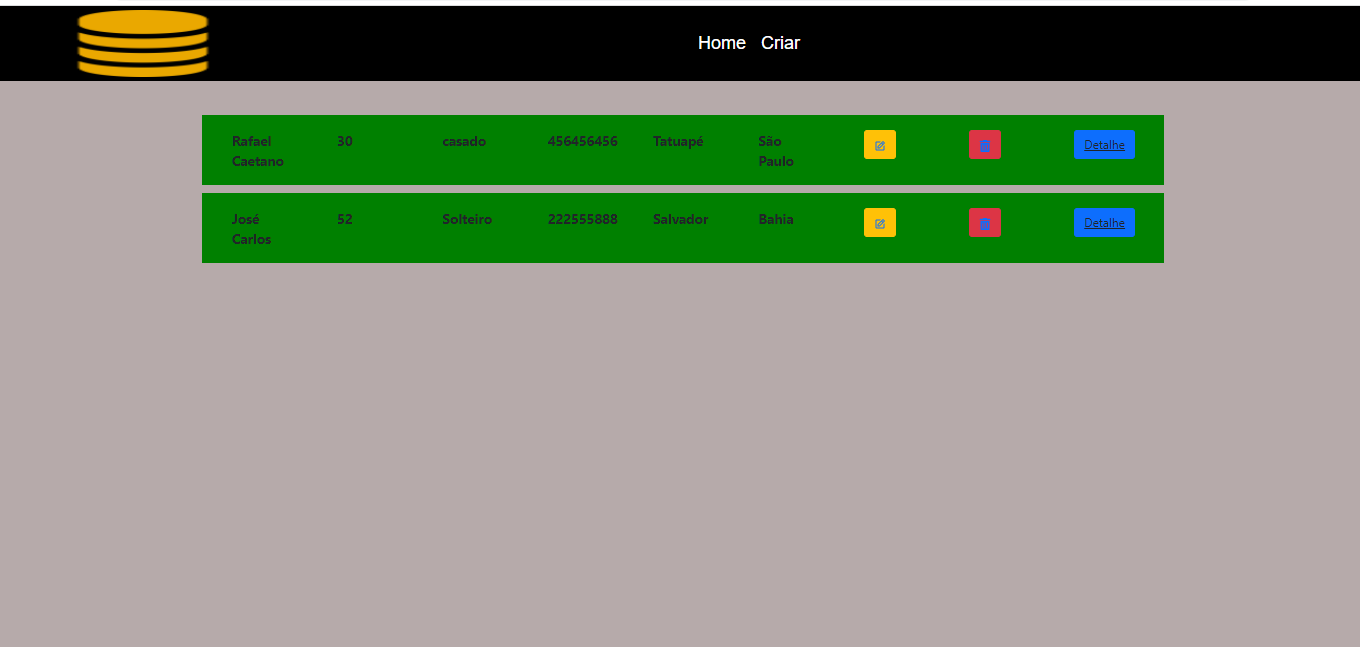 Home Criar
Rafael 30 casado 456456456 Tatuapé São Detalhe
Caetano Paulo
José 52 Solteiro 222555888 Salvador Bahia Detalhe
Carlos